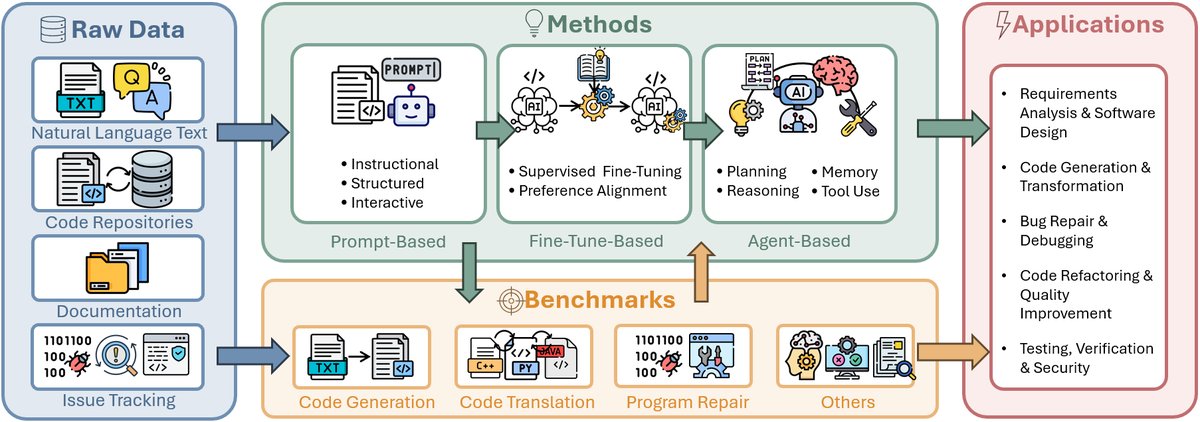 Raw Data
TXT
Q
A
Natural Language Text
</>
Code Repositories
Documentation
1101100
100
100
</>
Issue Tracking
Methods
PROMPT|
</>
• Instructional
• Structured
• Interactive
Prompt-Based
</>
AI
</>
AI
• Supervised Fine-Tuning
• Preference Alignment
Fine-Tune-Based
PLAN
AI
• Planning
• Reasoning
• Memory
• Tool Use
Agent-Based
Benchmarks
TXT
</>
Code Generation
C++
</>
PY
JAVA
</>
Code Translation
1101100
100
100
Program Repair
Others
Applications
• Requirements
Analysis & Software
Design
• Code Generation &
Transformation
• Bug Repair &
Debugging
• Code Refactoring &
Quality
Improvement
• Testing, Verification
& Security